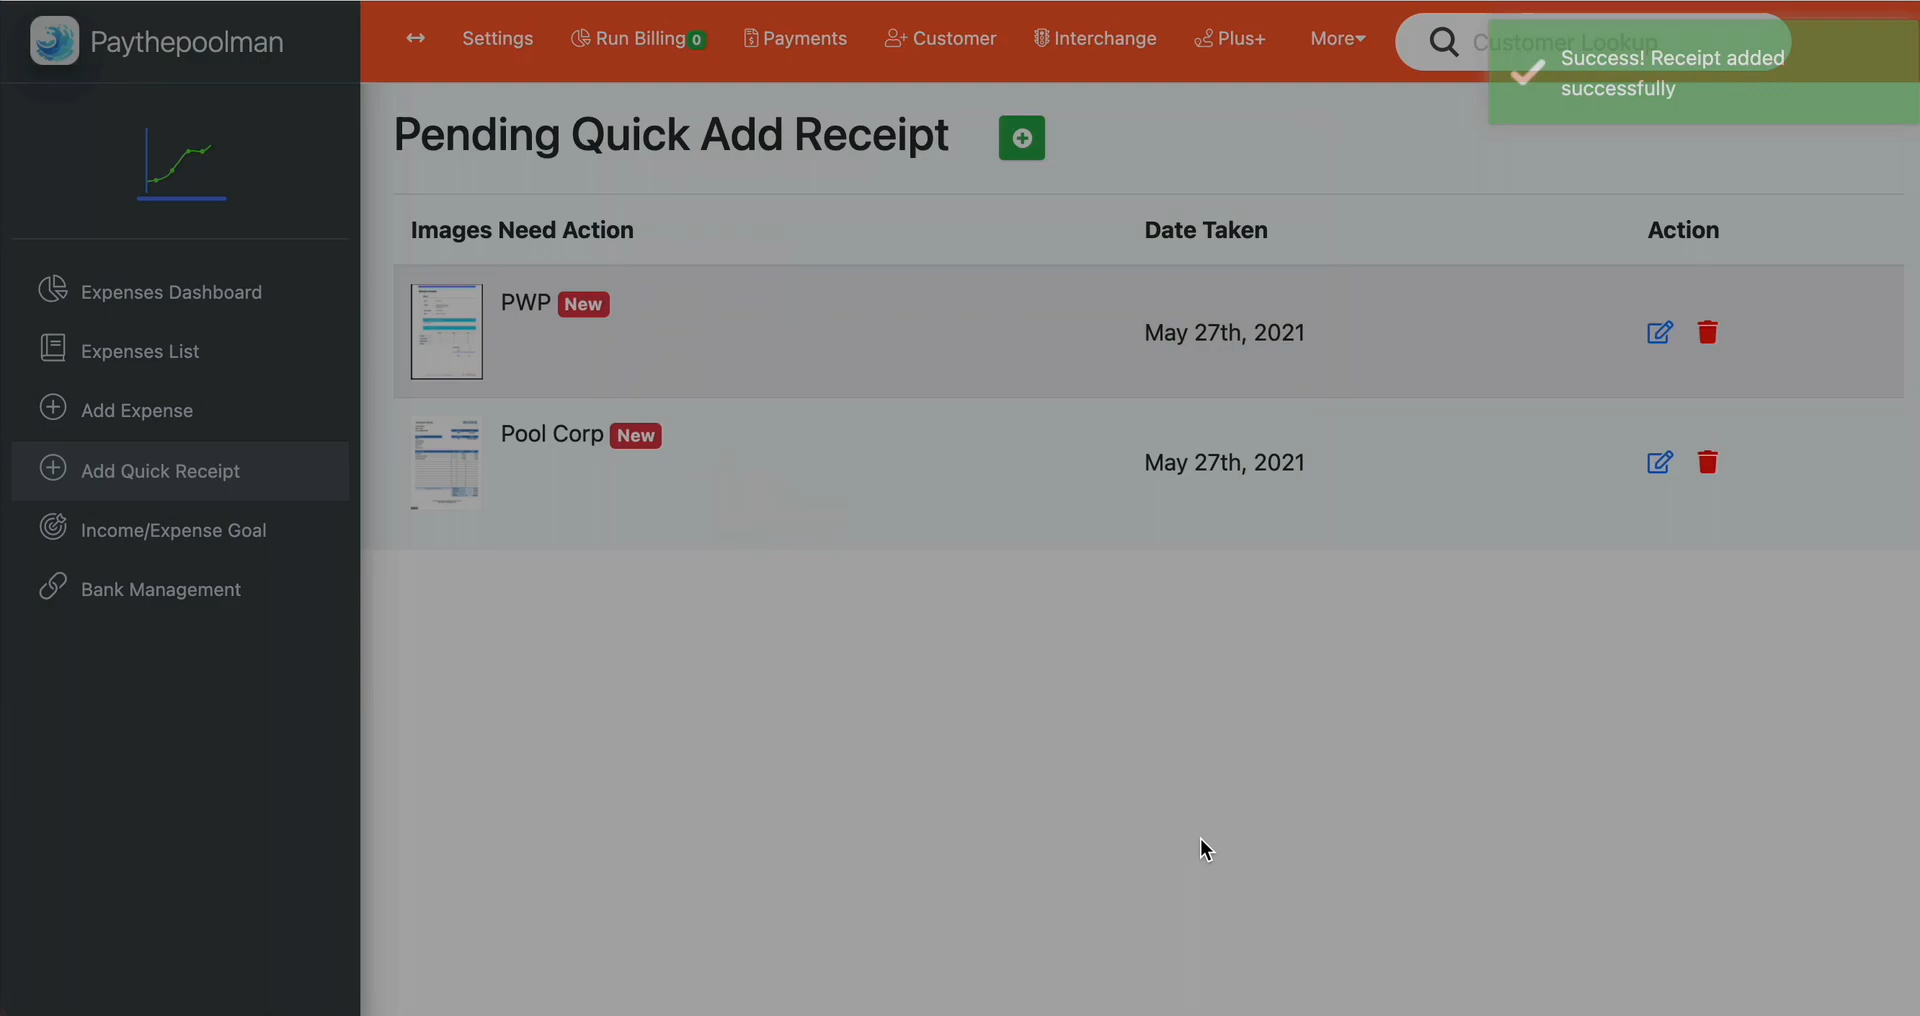 Paythepoolman
Settings
Run Billing 0
Payments
Customer
Interchange
Plus+
More
Customer Lookup
Success! Receipt added
successfully
Pending Quick Add Receipt
Expenses Dashboard
Expenses List
Add Expense
Add Quick Receipt
Income/Expense Goal
Bank Management
Images Need Action
Date Taken
Action
PWP New
May 27th, 2021
Pool Corp New
May 27th, 2021